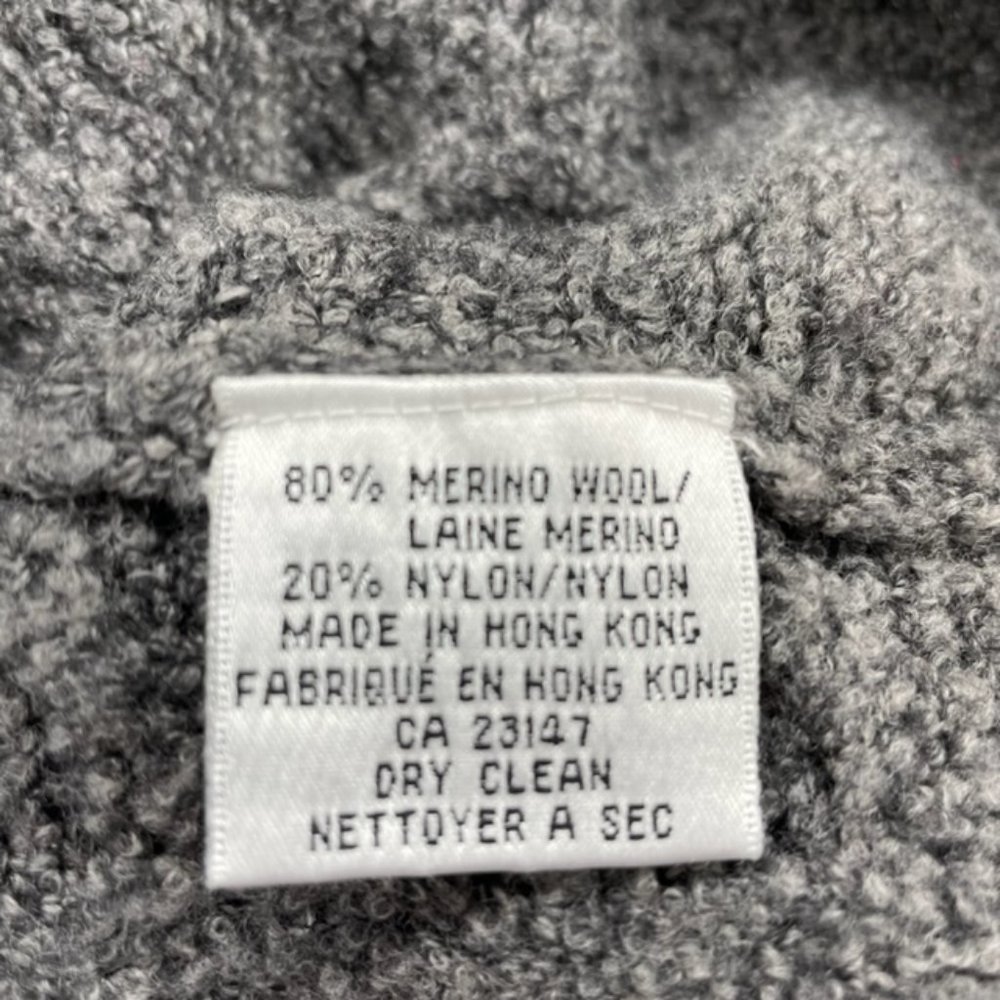 80% MERINO WOOL/
LAINE MERINO
20% NYLON/NYLON
MADE IN HONG KONG
FABRIQUÉ EN HONG KONG
CA 23147
DRY CLEAN
NETTOYER A SEC